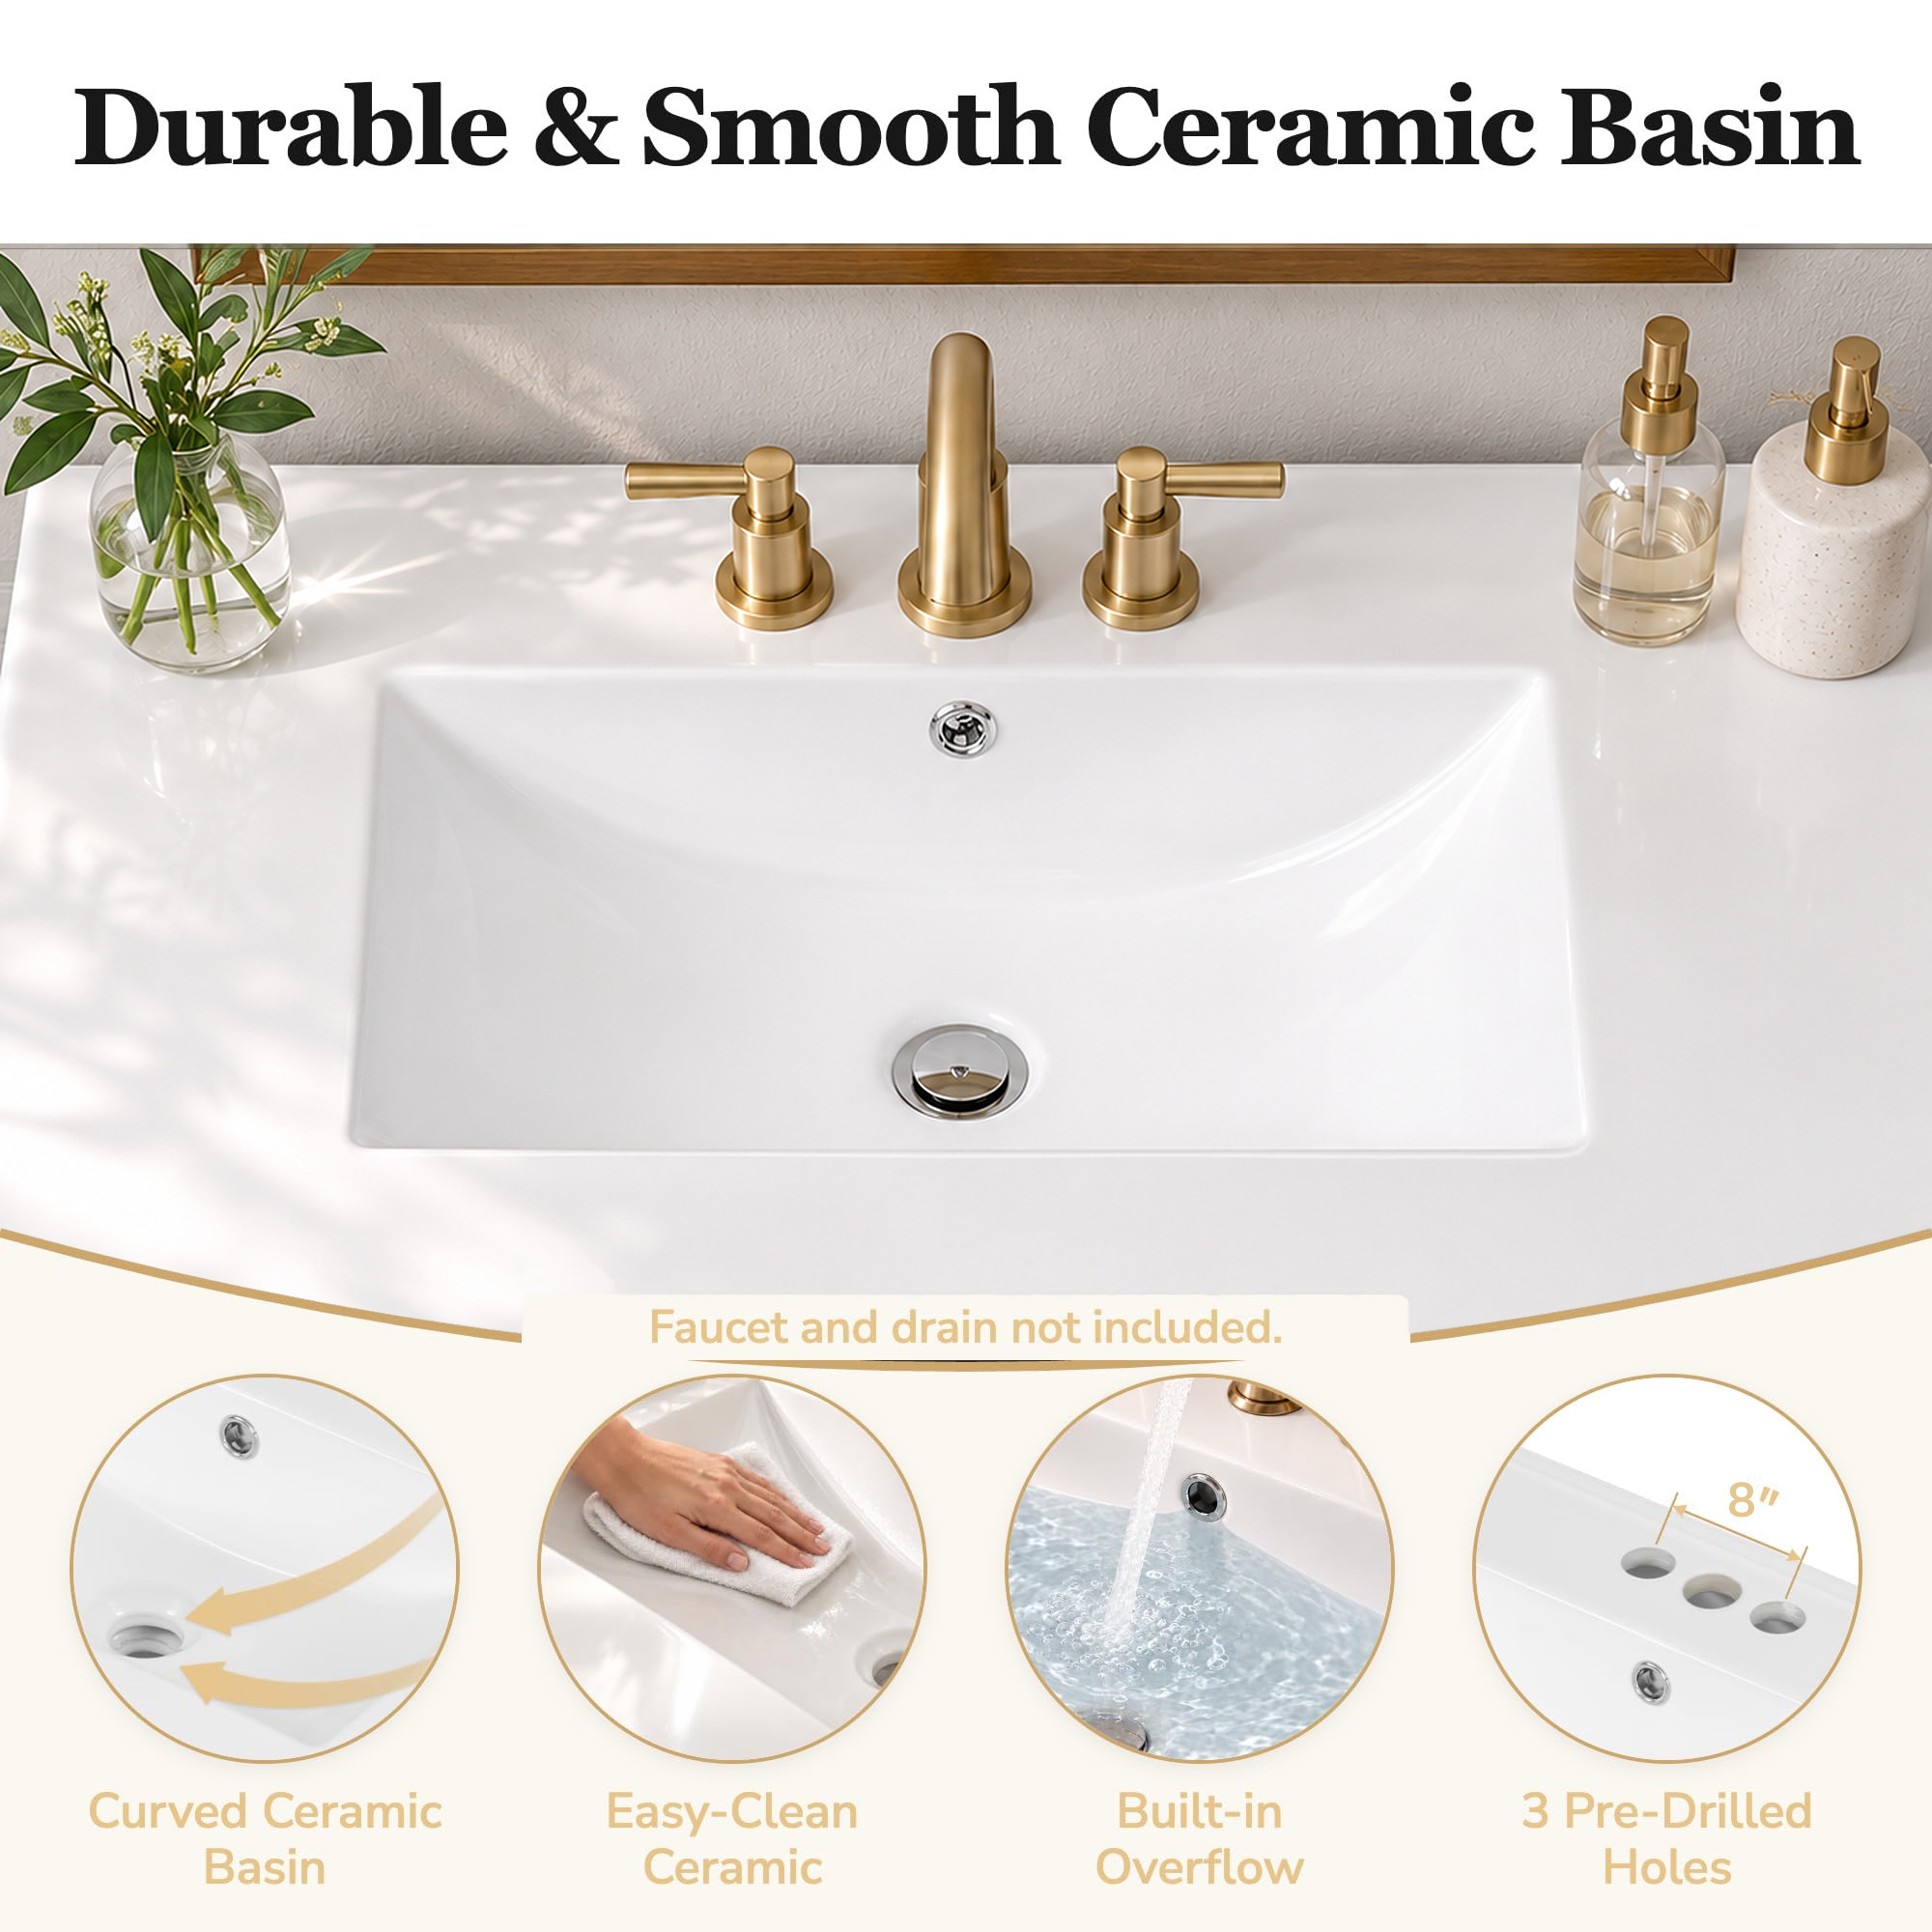 Durable & Smooth Ceramic Basin
Faucet and drain not included.
8"
Curved Ceramic
Basin
Easy-Clean
Ceramic
Built-in
Overflow
3 Pre-Drilled
Holes